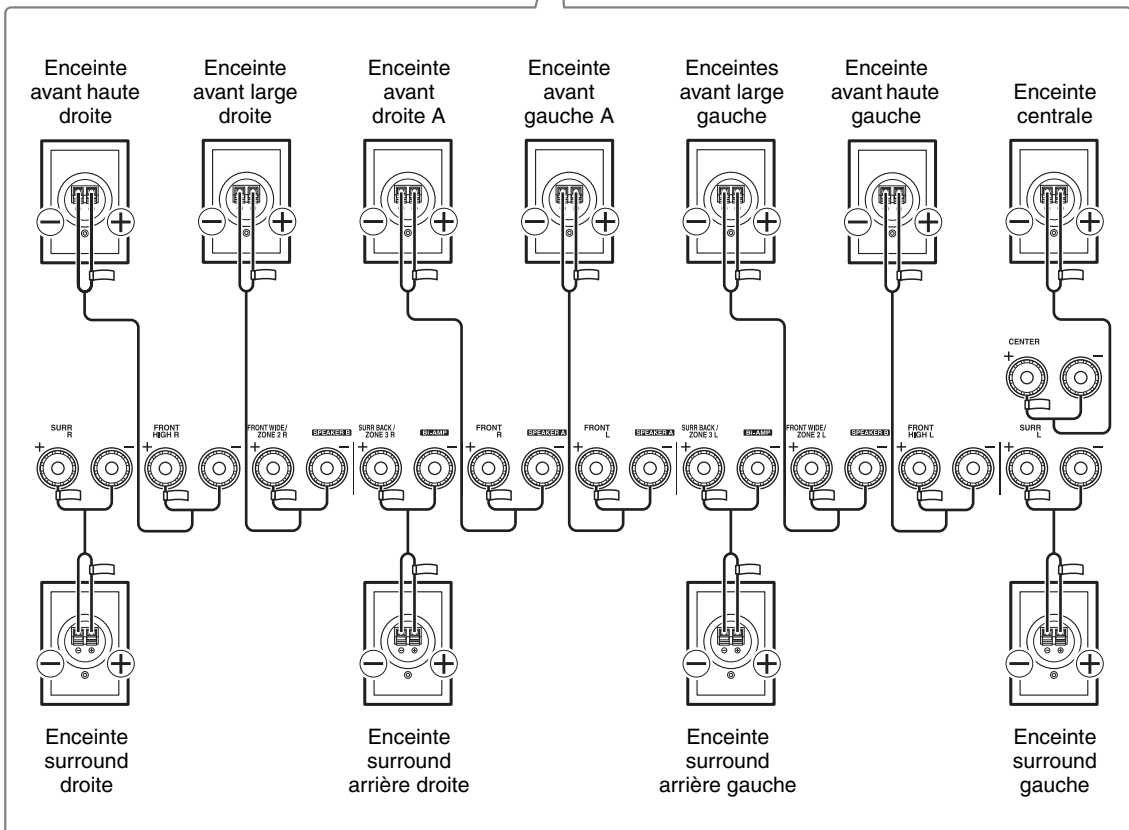 Enceinte
avant haute
droite
Enceinte
avant large
droite
Enceinte
avant
droite A
Enceinte
avant
gauche A
Enceintes
avant large
gauche
Enceinte
avant haute
gauche
Enceinte
centrale
CENTER
+ −
SURR
R
+ −
FRONT
HIGH R
+ −
FRONT WIDE/
ZONE 2 R
SPEAKER B
+ −
SURR BACK /
ZONE 3 R
BI-AMP
+ −
FRONT
R
SPEAKER A
+ −
FRONT
L
SPEAKER A
+ −
SURR BACK /
ZONE 3 L
BI-AMP
+ −
FRONT WIDE/
ZONE 2 L
SPEAKER B
+ −
FRONT
HIGH L
+ −
SURR
L
+ −
Enceinte
surround
droite
Enceinte
surround
arrière droite
Enceinte
surround
arrière gauche
Enceinte
surround
gauche